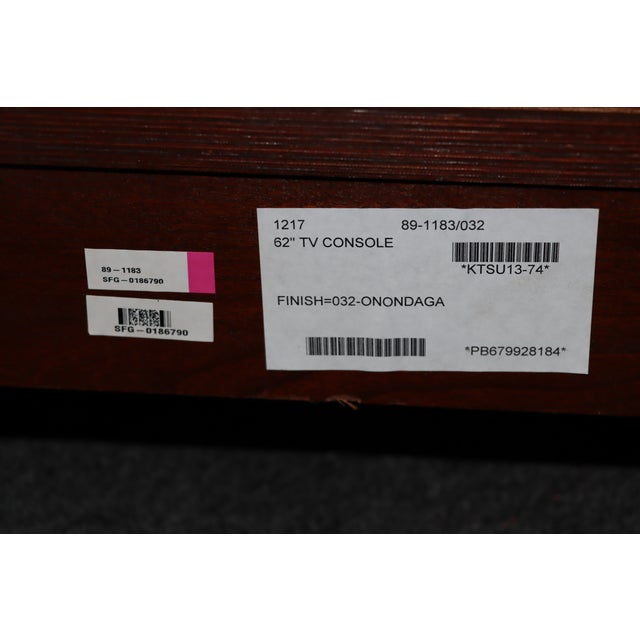 1217 89-1183/032
62" TV CONSOLE
*KTSU13-74*
FINISH=032-ONONDAGA
*PB679928184*
89-1183
SFG-0186790
SFG-0186790